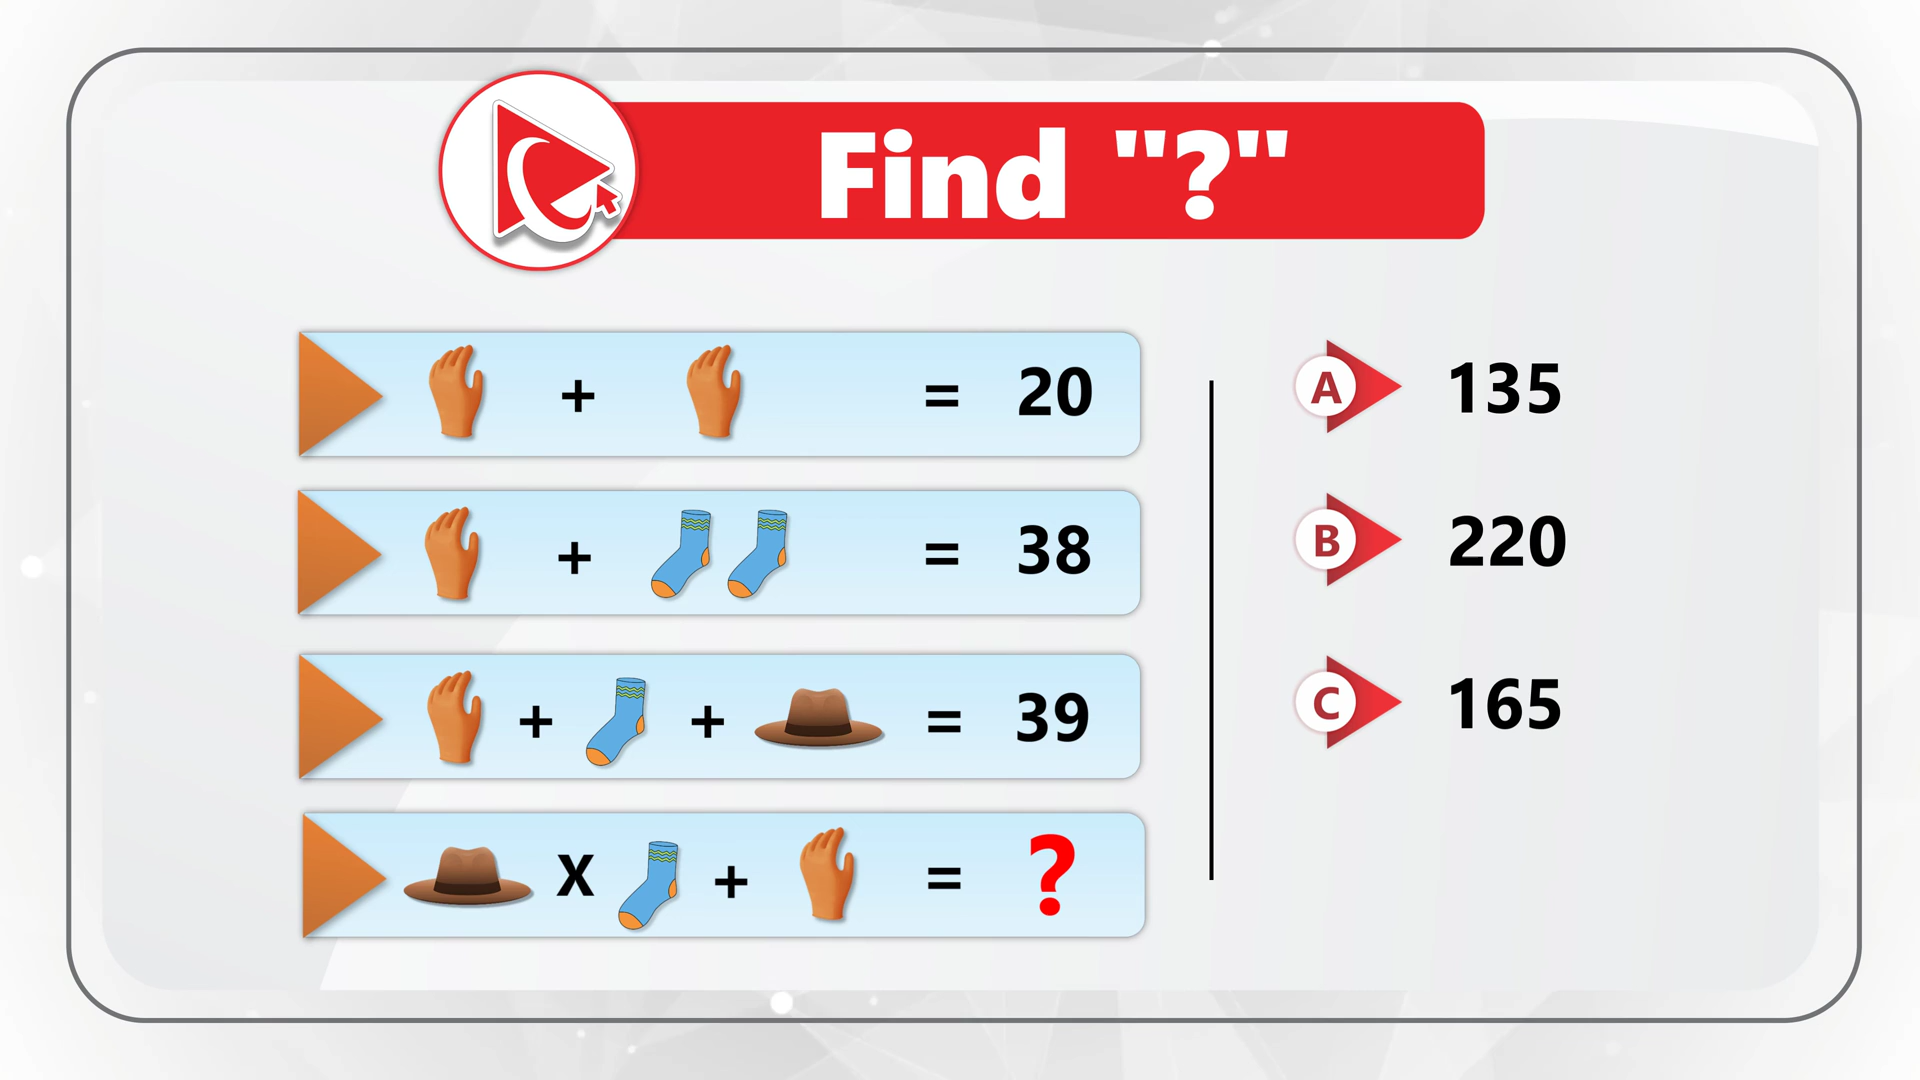 Find "?"
+ = 20
A 135
+ = 38
B 220
+ + = 39
C 165
X + = ?